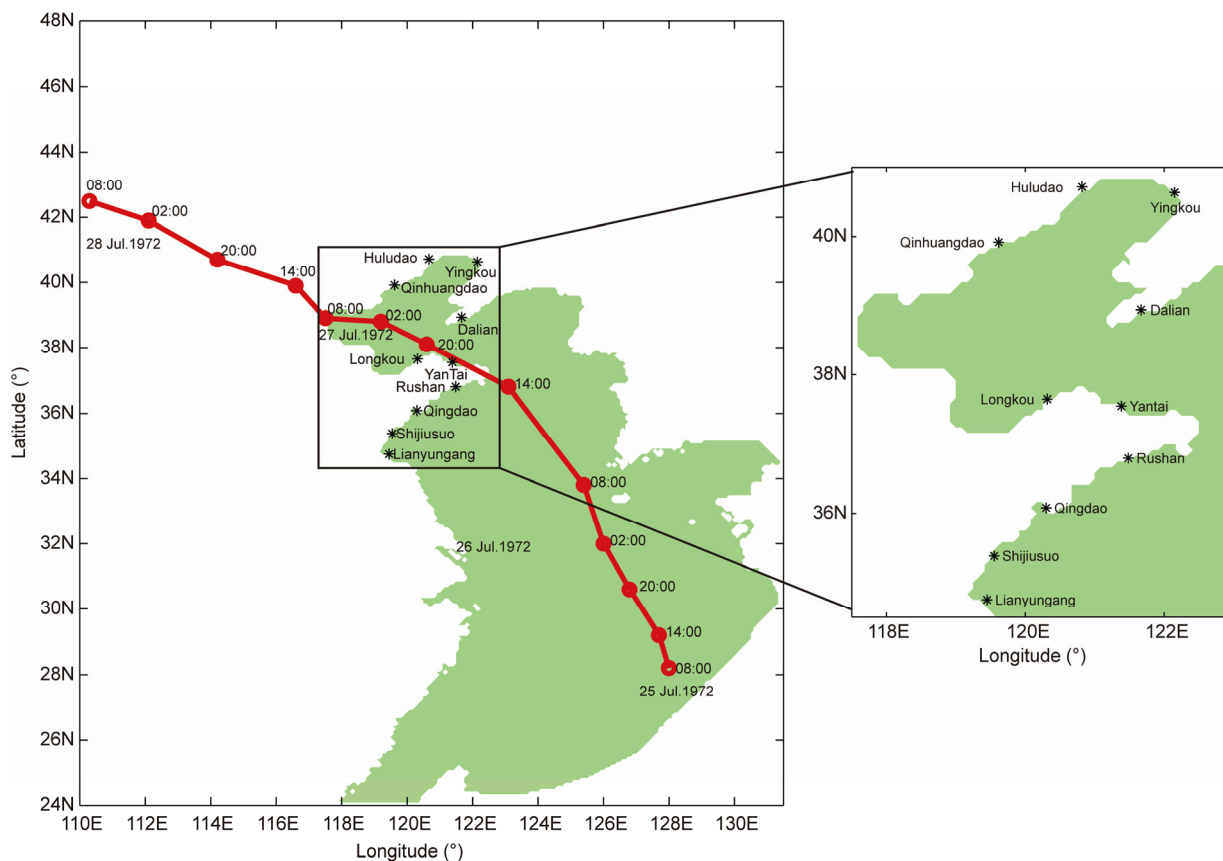 48N
46N
44N
42N
40N
38N
36N
34N
32N
30N
28N
26N
24N
Latitude (°)
110E
112E
114E
116E
118E
120E
122E
124E
126E
128E
130E
Longitude (°)
08:00
02:00
28 Jul.1972
20:00
14:00
08:00
27 Jul.1972
02:00
20:00
14:00
08:00
02:00
26 Jul.1972
20:00
14:00
08:00
25 Jul.1972
Huludao
Yingkou
Qinhuangdao
Dalian
Longkou
YanTai
Rushan
Qingdao
Shijiusuo
Lianyungang
40N
38N
36N
Huludao
Yingkou
Qinhuangdao
Dalian
Longkou
Yantai
Rushan
Qingdao
Shijiusuo
Lianyungang
118E
120E
122E
Longitude (°)